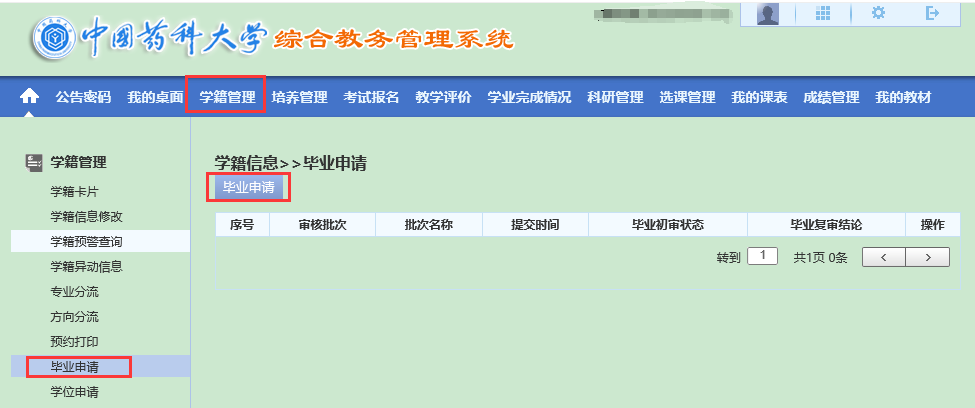 中国药科大学 综合教务管理系统
公告密码 我的桌面 学籍管理 培养管理 考试报名 教学评价 学业完成情况 科研管理 选课管理 我的课表 成绩管理 我的教材
学籍管理
学籍卡片
学籍信息修改
学籍预警查询
学籍异动信息
专业分流
方向分流
预约打印
毕业申请
学位申请
学籍信息>>毕业申请
毕业申请
序号 审核批次 批次名称 提交时间 毕业初审状态 毕业复审结论 操作
转到 1 共1页 0条 < >